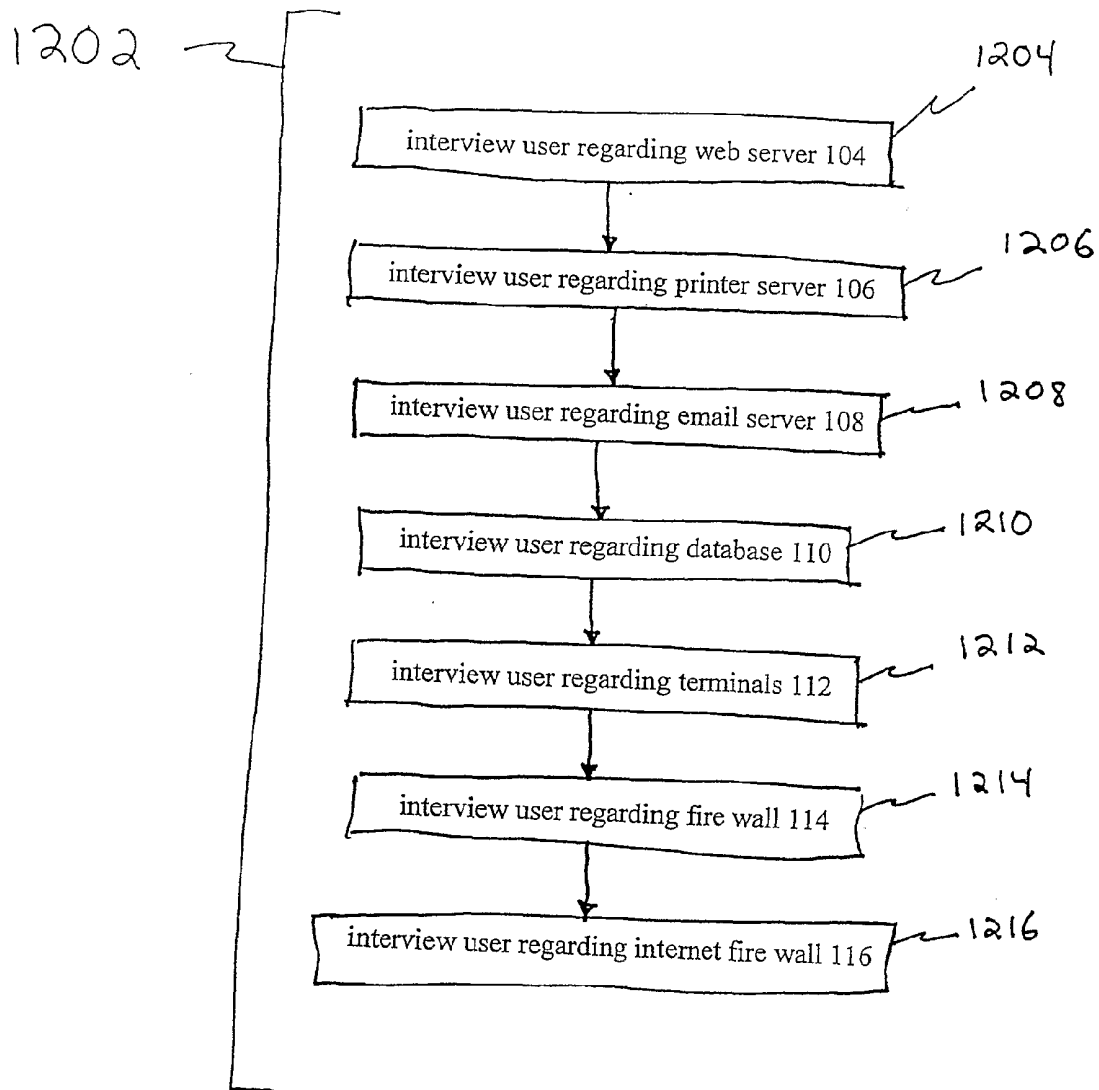 1202
1204
interview user regarding web server 104
1206
interview user regarding printer server 106
1208
interview user regarding email server 108
1210
interview user regarding database 110
1212
interview user regarding terminals 112
1214
interview user regarding fire wall 114
1216
interview user regarding internet fire wall 116